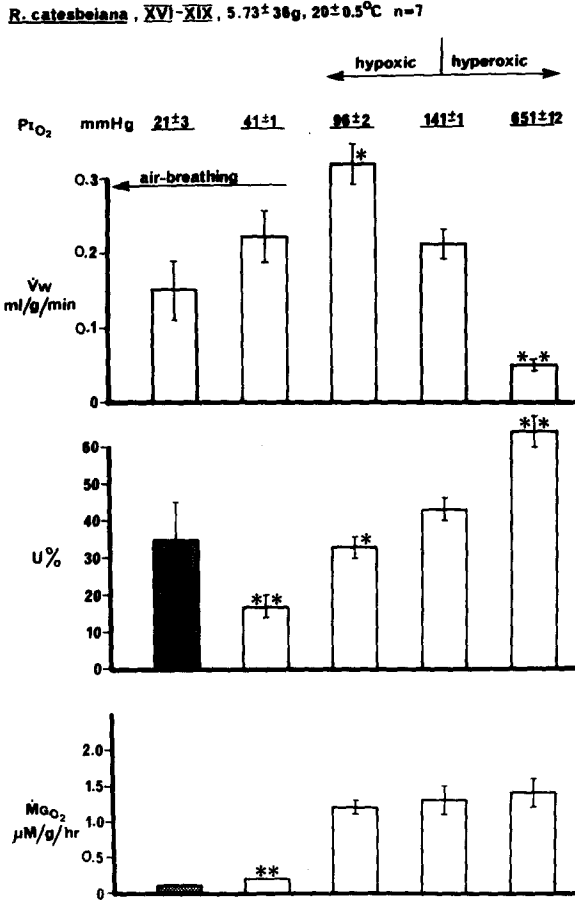 R. catesbeiana , XVI-XIX , 5.73±36g, 20±0.5°C n=7
hypoxic hyperoxic
PIO₂ mmHg 21±3 41±1 96±2 141±1 651±12
0.3
*
air-breathing
0.2
V̇w
ml/g/min
0.1
* *
0
60
* *
50
40
U%
30
*
20
* *
10
0
2.0
1.5
ṀGO₂
1.0
μM/g/hr
0.5
**
0